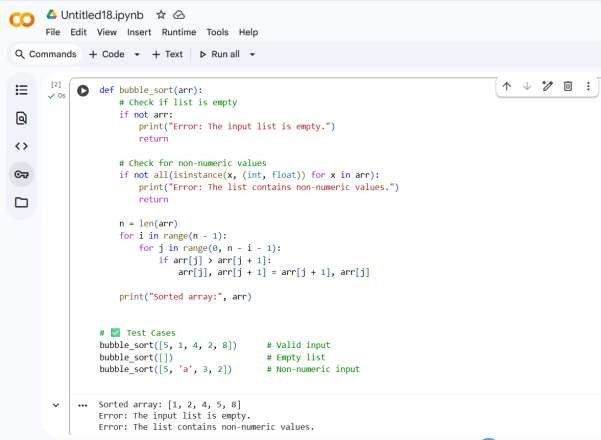 Untitled18.ipynb
File Edit View Insert Runtime Tools Help
Commands + Code + Text Run all
[2]
0s
def bubble_sort(arr):
    # Check if list is empty
    if not arr:
        print("Error: The input list is empty.")
        return

    # Check for non-numeric values
    if not all(isinstance(x, (int, float)) for x in arr):
        print("Error: The list contains non-numeric values.")
        return

    n = len(arr)
    for i in range(n - 1):
        for j in range(0, n - i - 1):
            if arr[j] > arr[j + 1]:
                arr[j], arr[j + 1] = arr[j + 1], arr[j]

    print("Sorted array:", arr)

# ✅ Test Cases
bubble_sort([5, 1, 4, 2, 8])      # Valid input
bubble_sort([])                   # Empty list
bubble_sort([5, 'a', 3, 2])       # Non-numeric input
Sorted array: [1, 2, 4, 5, 8]
Error: The input list is empty.
Error: The list contains non-numeric values.